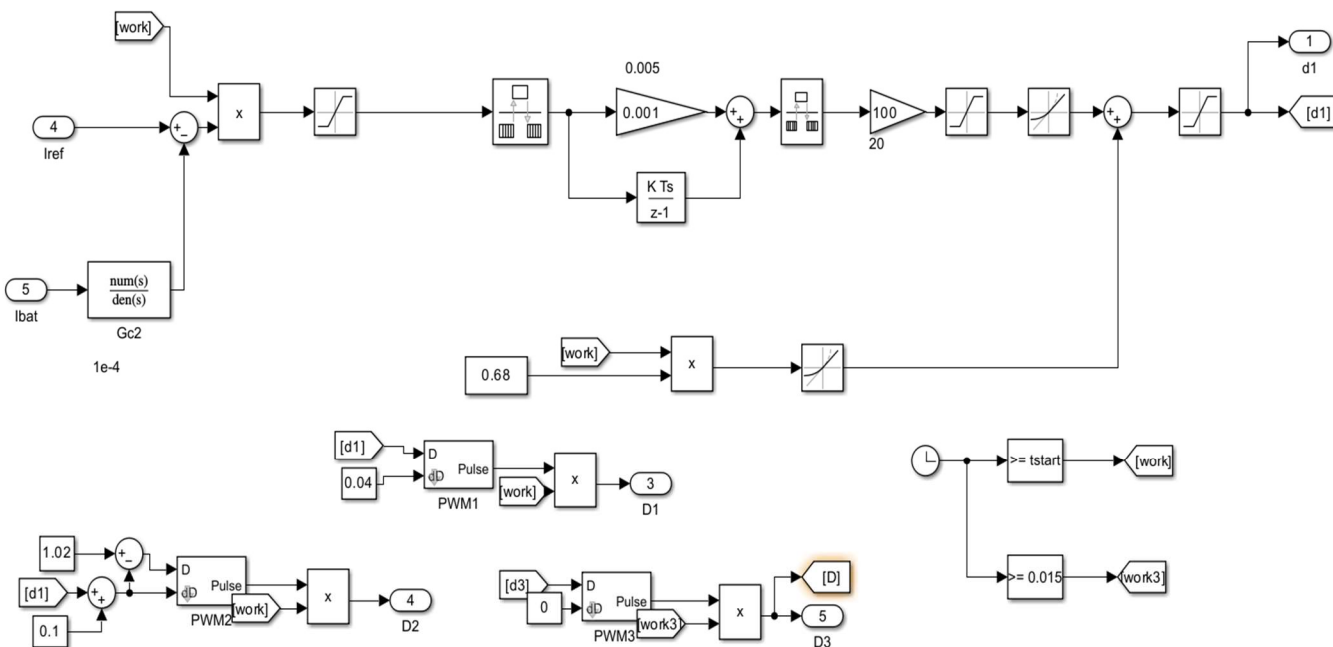 [work]
1
d1
0.005
x
0.001
100
20
[d1]
4
Iref
+
−
+
+
+
+
K Ts
z-1
5
Ibat
num(s)
den(s)
Gc2
1e-4
[work]
0.68
x
[d1]
0.04
D
dD
Pulse
PWM1
[work]
x
3
D1
>= tstart
[work]
>= 0.015
[work3]
1.02
+
−
[d1]
+
+
0.1
D
dD
Pulse
PWM2
[work]
x
4
D2
[d3]
0
D
dD
Pulse
PWM3
[work3]
x
[D]
5
D3